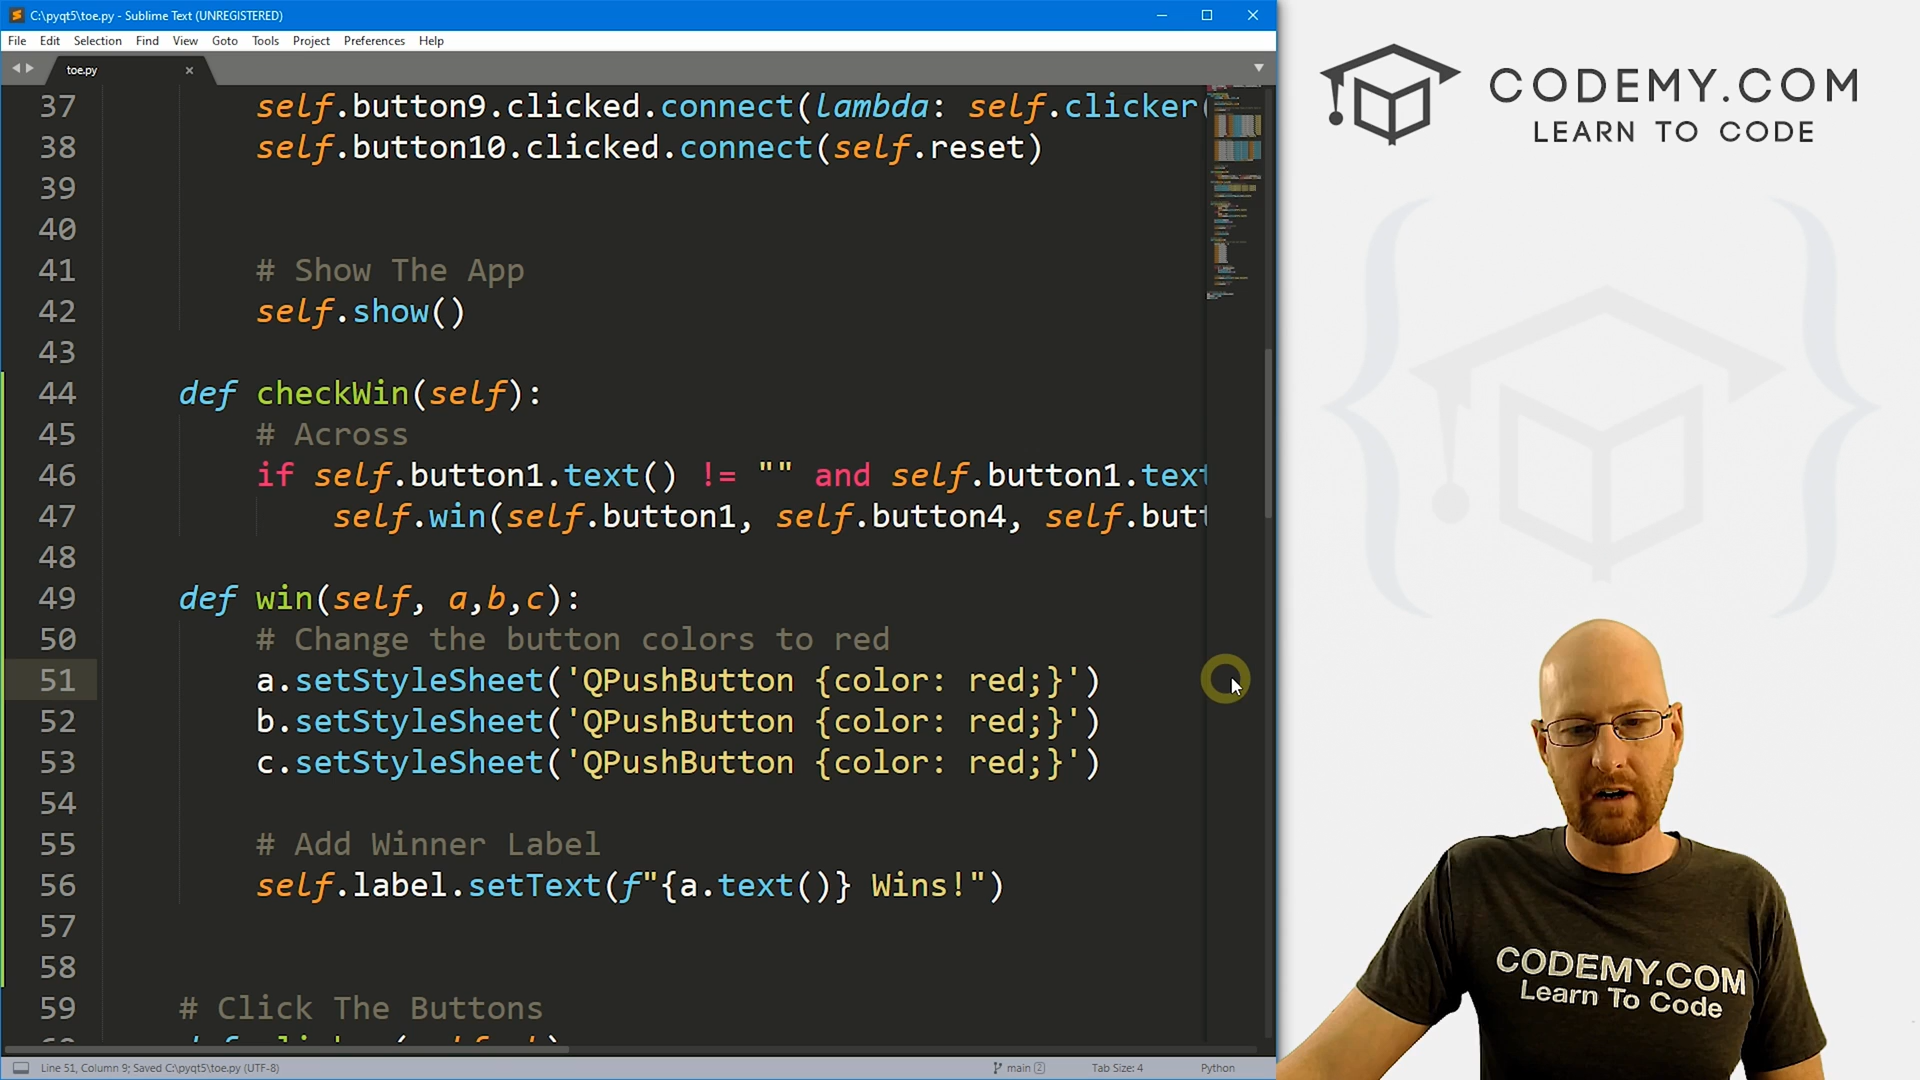 C:\pyqt5\toe.py - Sublime Text (UNREGISTERED)
File Edit Selection Find View Goto Tools Project Preferences Help
toe.py
37 self.button9.clicked.connect(lambda: self.clicker(
38 self.button10.clicked.connect(self.reset)
39
40
41 # Show The App
42 self.show()
43
44 def checkWin(self):
45 # Across
46 if self.button1.text() != "" and self.button1.text
47 self.win(self.button1, self.button4, self.butt
48
49 def win(self, a,b,c):
50 # Change the button colors to red
51 a.setStyleSheet('QPushButton {color: red;}')
52 b.setStyleSheet('QPushButton {color: red;}')
53 c.setStyleSheet('QPushButton {color: red;}')
54
55 # Add Winner Label
56 self.label.setText(f"{a.text()} Wins!")
57
58
59 # Click The Buttons
Line 51, Column 9; Saved C:\pyqt5\toe.py (UTF-8)
main 2
Tab Size: 4
Python
CODEMY.COM
LEARN TO CODE
CODEMY.COM
Learn To Code